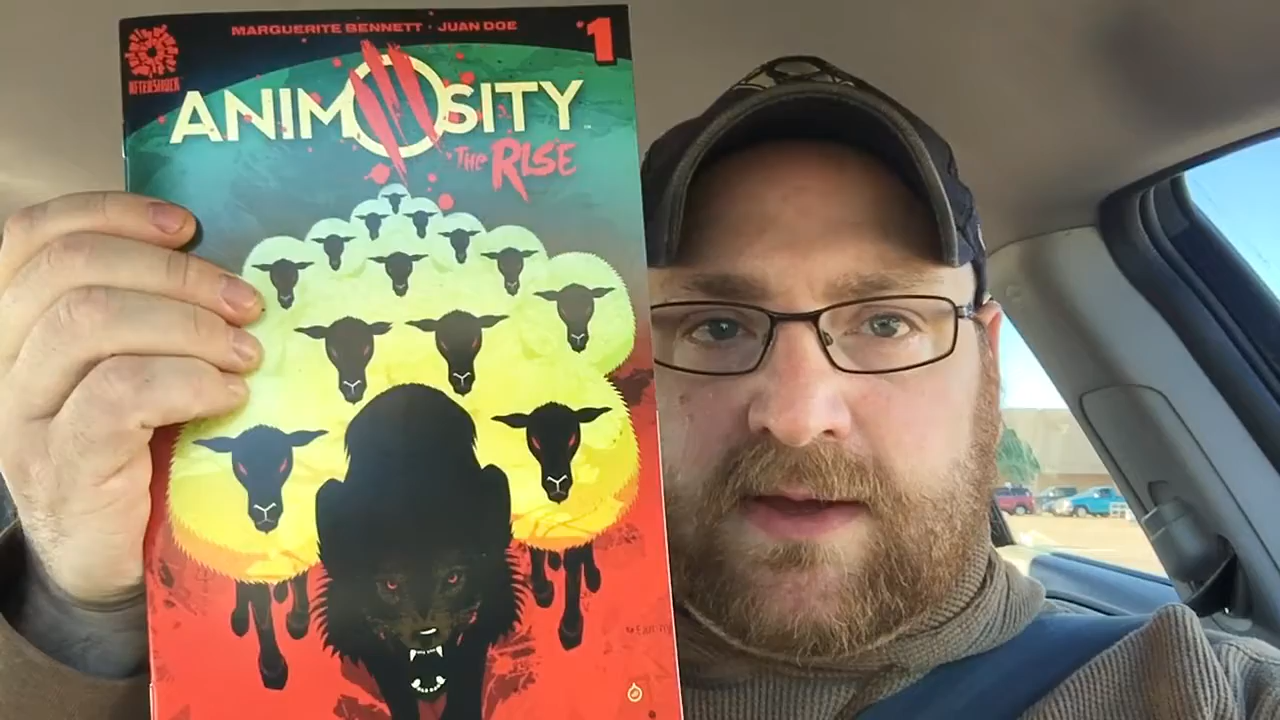 MARGUERITE BENNETT · JUAN DOE
#1
AFTERSHOCK
ANIMOSITY
THE RISE